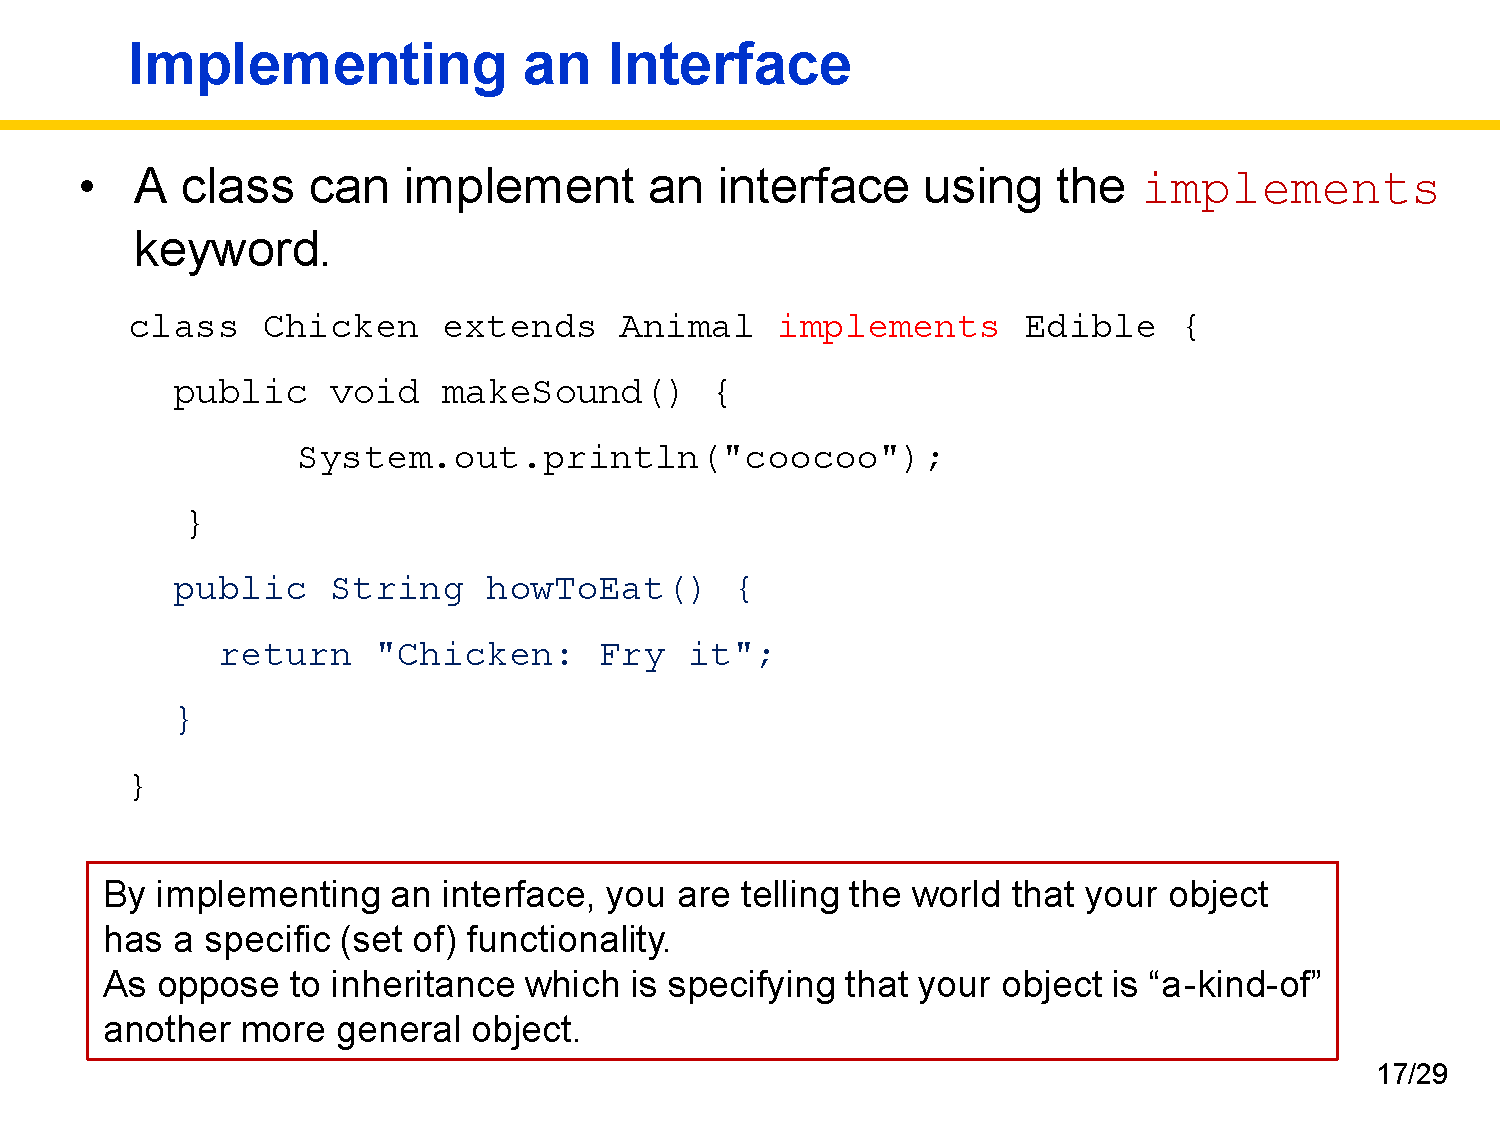 Implementing an Interface
• A class can implement an interface using the implements
keyword.
class Chicken extends Animal implements Edible {
public void makeSound() {
System.out.println("coocoo");
}
public String howToEat() {
return "Chicken: Fry it";
}
}
By implementing an interface, you are telling the world that your object
has a specific (set of) functionality.
As oppose to inheritance which is specifying that your object is “a-kind-of”
another more general object.
17/29